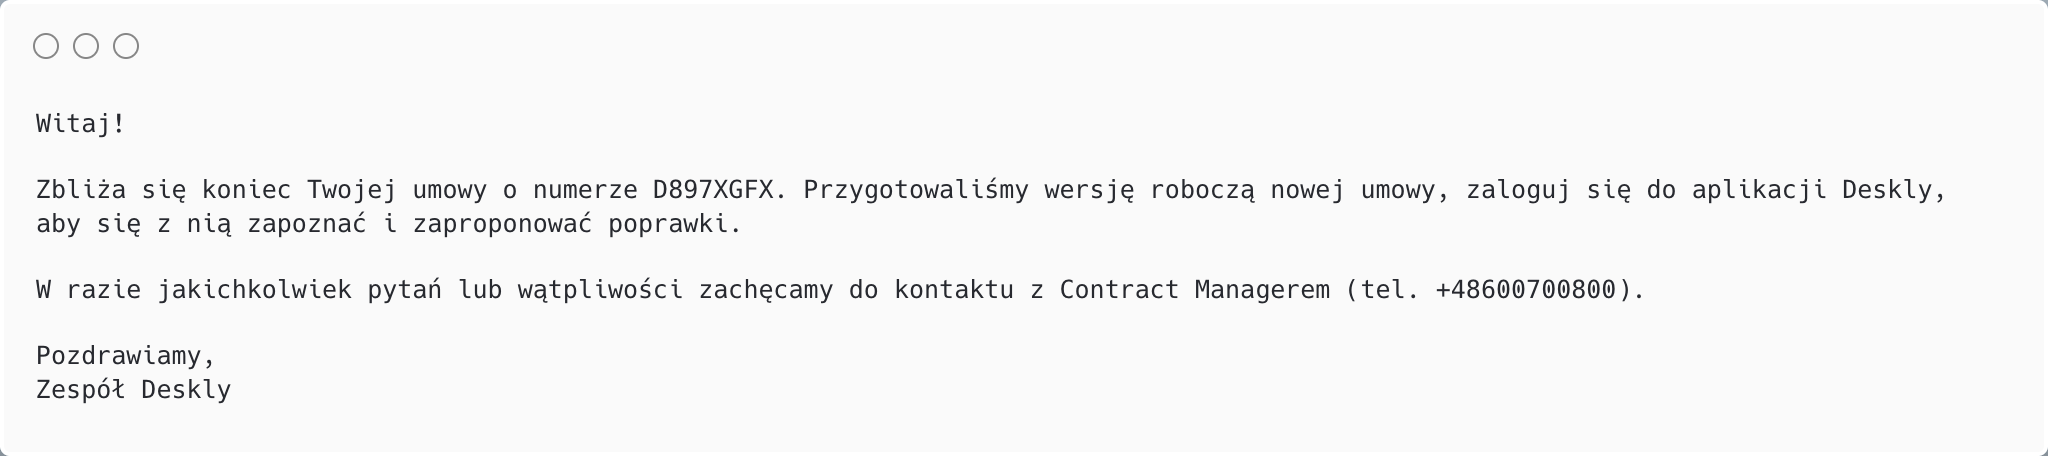 Witaj!
Zbliża się koniec Twojej umowy o numerze D897XGFX. Przygotowaliśmy wersję roboczą nowej umowy, zaloguj się do aplikacji Deskly,
aby się z nią zapoznać i zaproponować poprawki.
W razie jakichkolwiek pytań lub wątpliwości zachęcamy do kontaktu z Contract Managerem (tel. +48600700800).
Pozdrawiamy,
Zespół Deskly